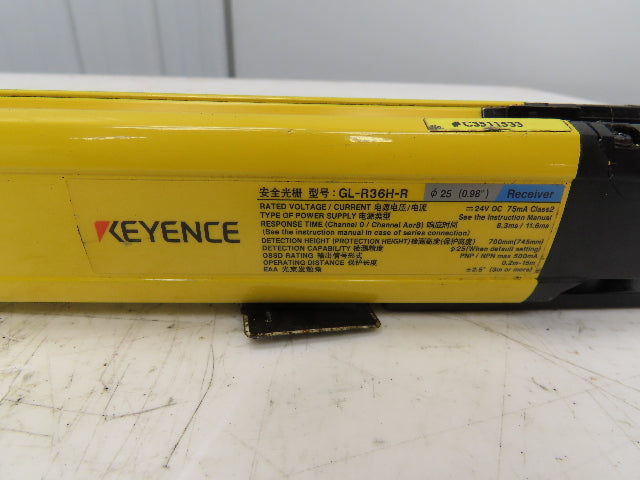 #C3511533
KEYENCE
安全光栅 型号: GL-R36H-R φ25 (0.98") Receiver
RATED VOLTAGE / CURRENT 电源电压/电流 24V DC 75mA Class2
TYPE OF POWER SUPPLY 电源类型 See the Instruction Manual
RESPONSE TIME (Channel 0 / Channel AorB) 响应时间 8.3ms / 11.6ms
(See the instruction manual in case of series connection)
DETECTION HEIGHT (PROTECTION HEIGHT) 检测高度(保护高度) 700mm(745mm)
DETECTION CAPABILITY 检测精度 φ25(When default setting)
OSSD RATING 输出信号形式 PNP / NPN max 500mA
OPERATING DISTANCE 保护长度 0.2m-15m
EAA 光束发散角 ±2.5° (3m or more)